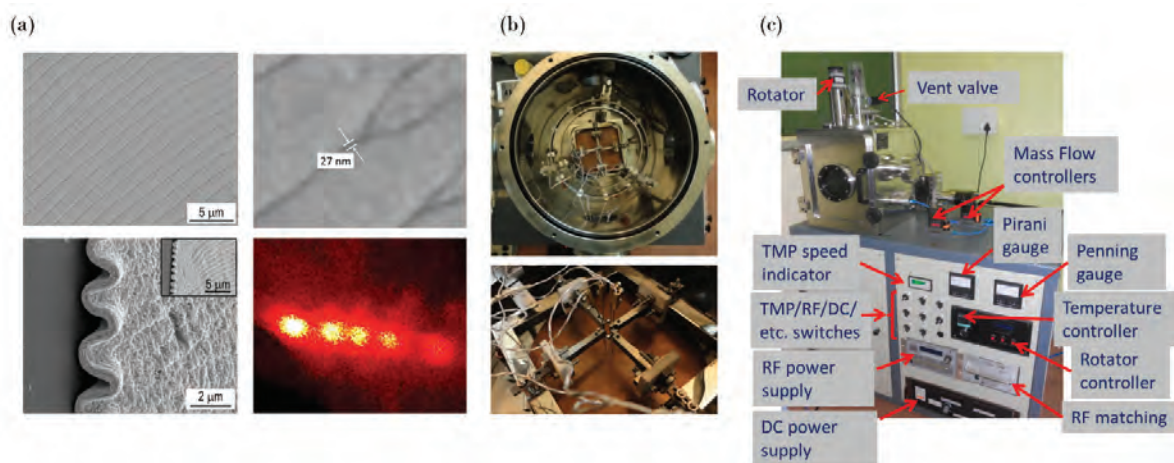 (a)
5 µm
27 nm
5 µm
2 µm
(b)
(c)
Rotator
Vent valve
Mass Flow
controllers
Pirani
gauge
Penning
gauge
TMP speed
indicator
Temperature
controller
TMP/RF/DC/
etc. switches
RF power
supply
Rotator
controller
DC power
supply
RF matching